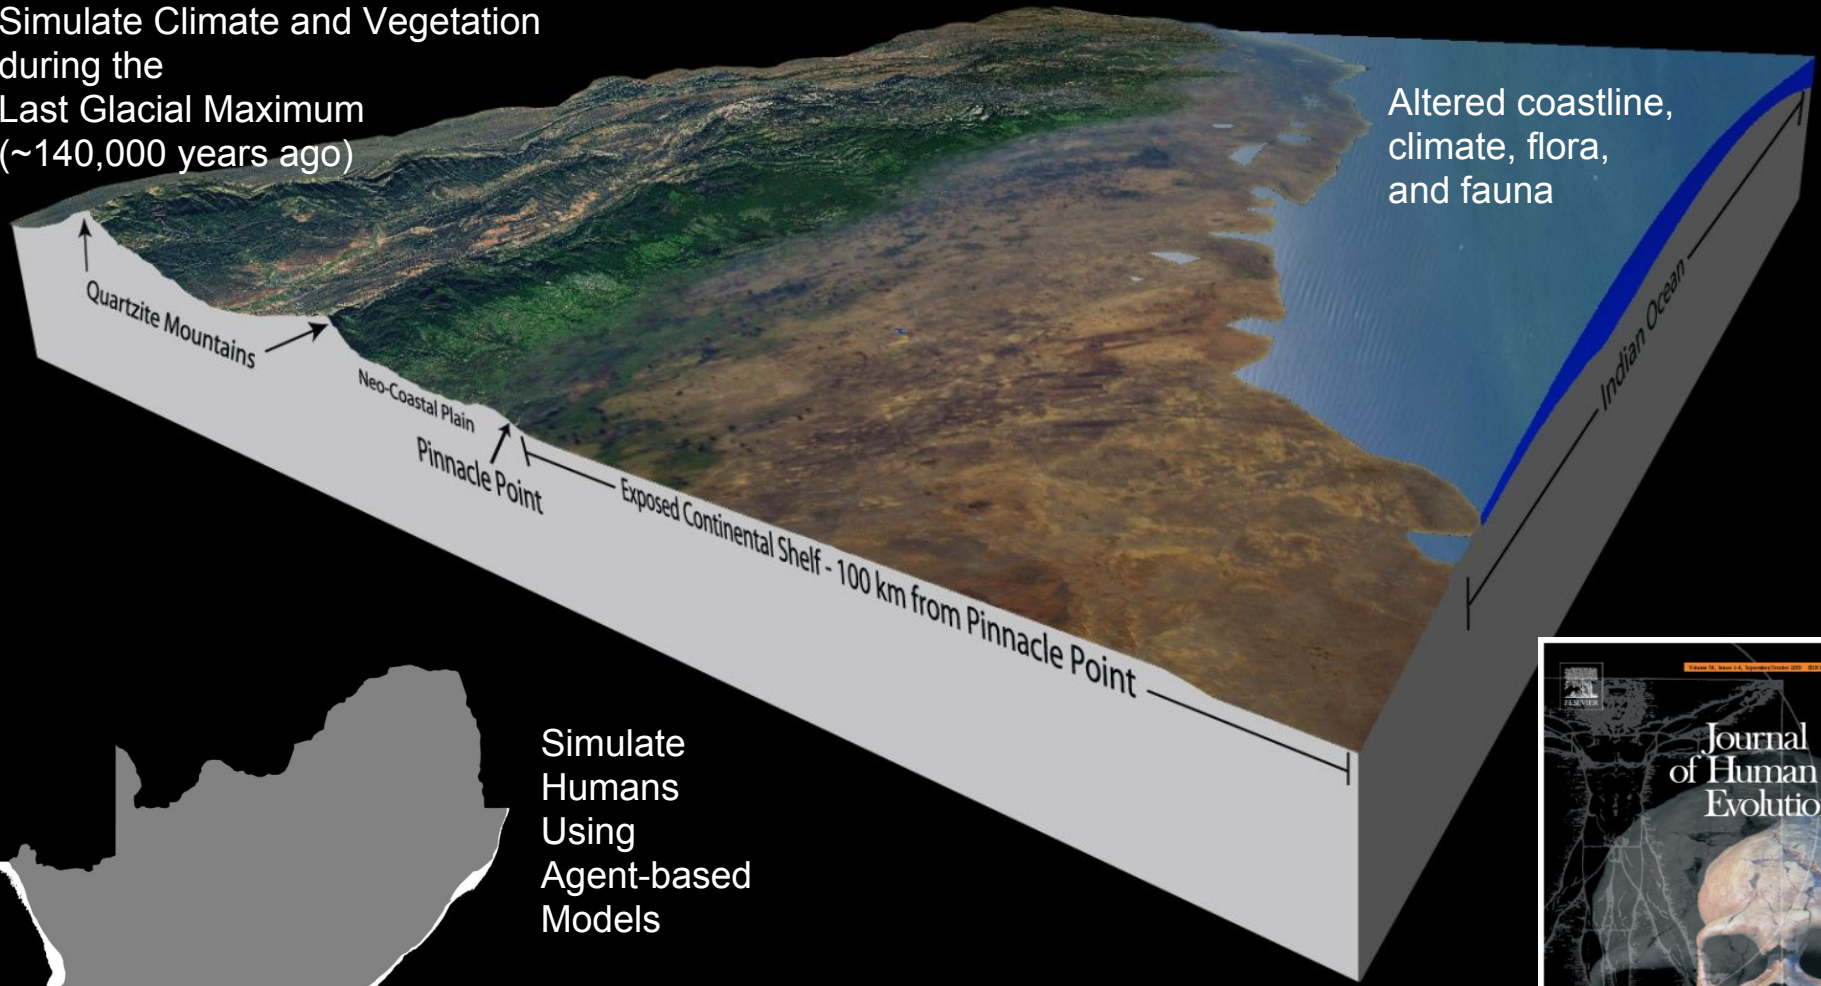 Simulate Climate and Vegetation
during the
Last Glacial Maximum
(~140,000 years ago)
Altered coastline,
climate, flora,
and fauna
Quartzite Mountains
Neo-Coastal Plain
Pinnacle Point
Exposed Continental Shelf - 100 km from Pinnacle Point
Indian Ocean
Simulate
Humans
Using
Agent-based
Models
ELSEVIER
Journal
of Human
Evolutio